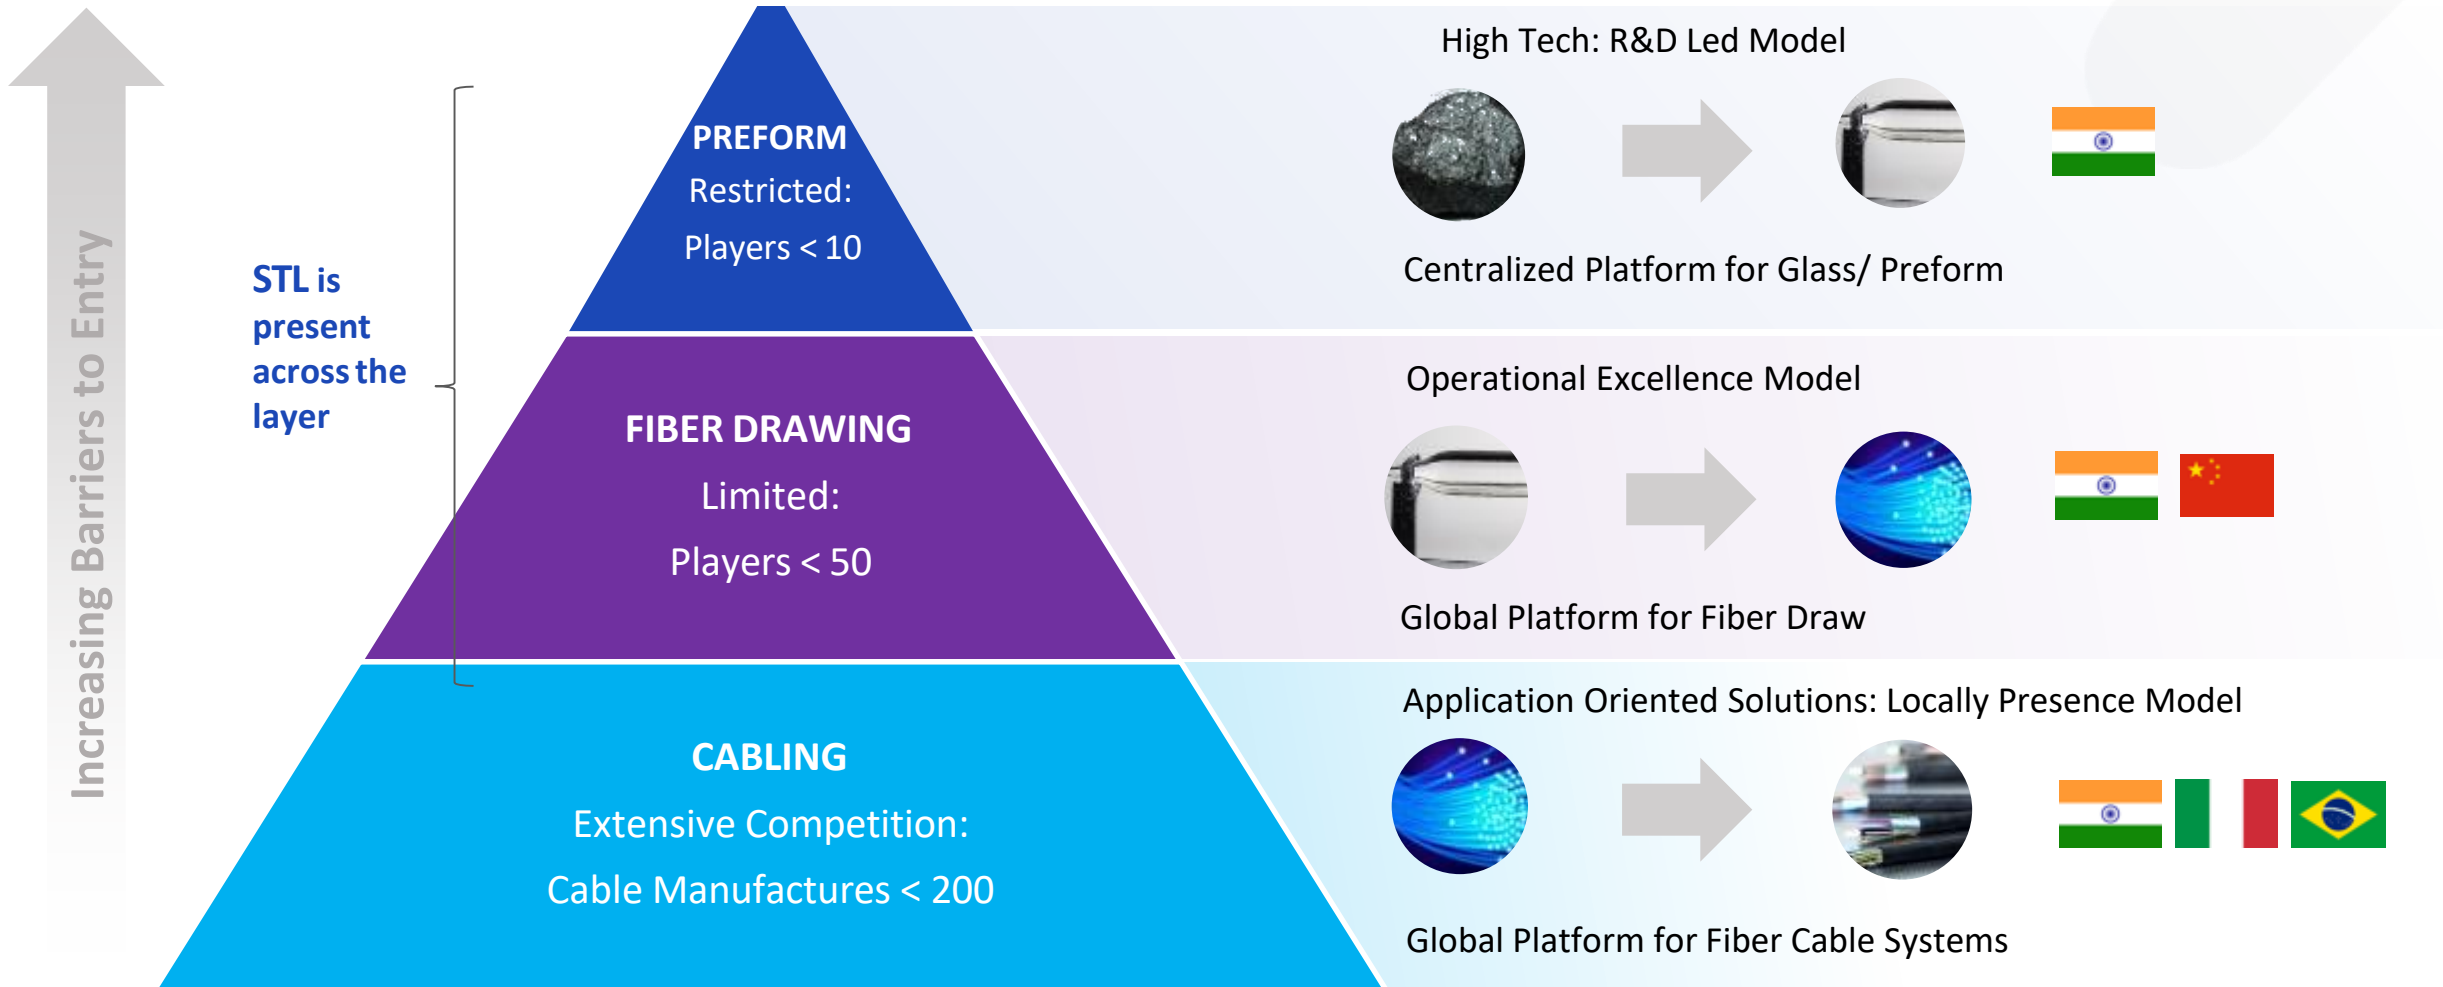 Increasing Barriers to Entry
STL is
present
across the
layer
PREFORM
Restricted:
Players < 10
High Tech: R&D Led Model
Centralized Platform for Glass/ Preform
FIBER DRAWING
Limited:
Players < 50
Operational Excellence Model
Global Platform for Fiber Draw
CABLING
Extensive Competition:
Cable Manufactures < 200
Application Oriented Solutions: Locally Presence Model
Global Platform for Fiber Cable Systems